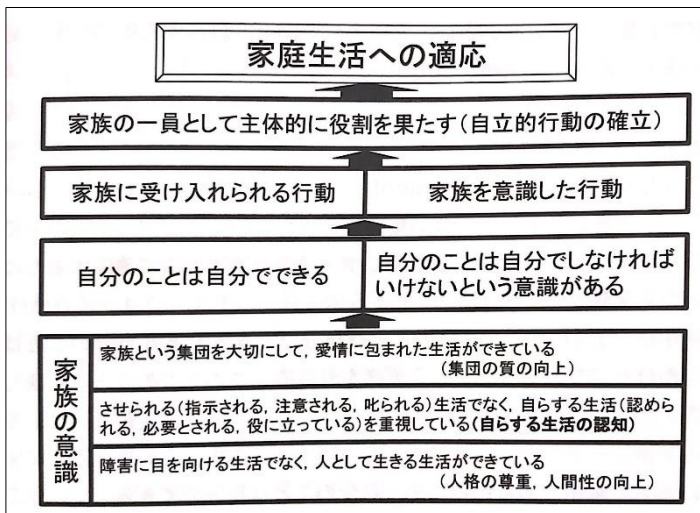 家庭生活への適応
家族の一員として主体的に役割を果たす(自立的行動の確立)
家族に受け入れられる行動
家族を意識した行動
自分のことは自分でできる
自分のことは自分でしなければ
いけないという意識がある
家族の意識
家族という集団を大切にして, 愛情に包まれた生活ができている
(集団の質の向上)
させられる(指示される, 注意される, 叱られる)生活でなく, 自らする生活(認めら
れる, 必要とされる, 役に立っている)を重視している(自らする生活の認知)
障害に目を向ける生活でなく, 人として生きる生活ができている
(人格の尊重, 人間性の向上)